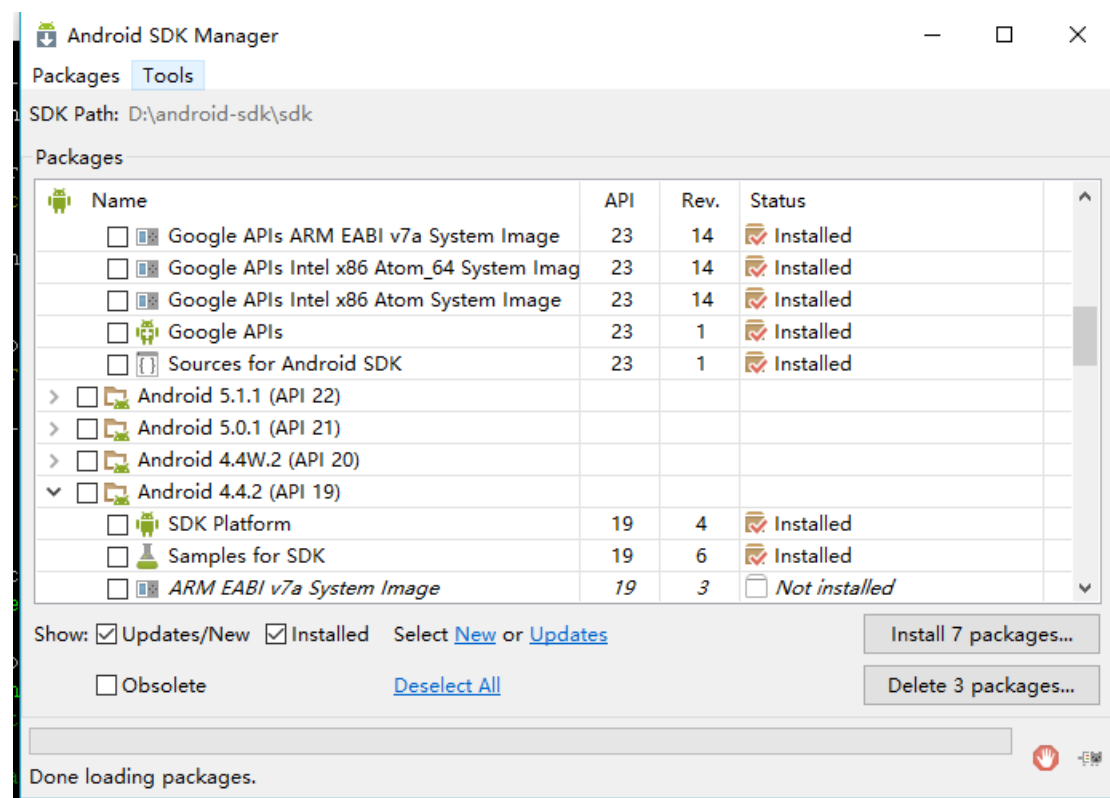 Android SDK Manager
Packages Tools
SDK Path: D:\android-sdk\sdk
Packages
Name API Rev. Status
Google APIs ARM EABI v7a System Image 23 14 Installed
Google APIs Intel x86 Atom_64 System Imag 23 14 Installed
Google APIs Intel x86 Atom System Image 23 14 Installed
Google APIs 23 1 Installed
Sources for Android SDK 23 1 Installed
Android 5.1.1 (API 22)
Android 5.0.1 (API 21)
Android 4.4W.2 (API 20)
Android 4.4.2 (API 19)
SDK Platform 19 4 Installed
Samples for SDK 19 6 Installed
ARM EABI v7a System Image 19 3 Not installed
Show: Updates/New Installed Select New or Updates Install 7 packages...
Obsolete Deselect All Delete 3 packages...
Done loading packages.